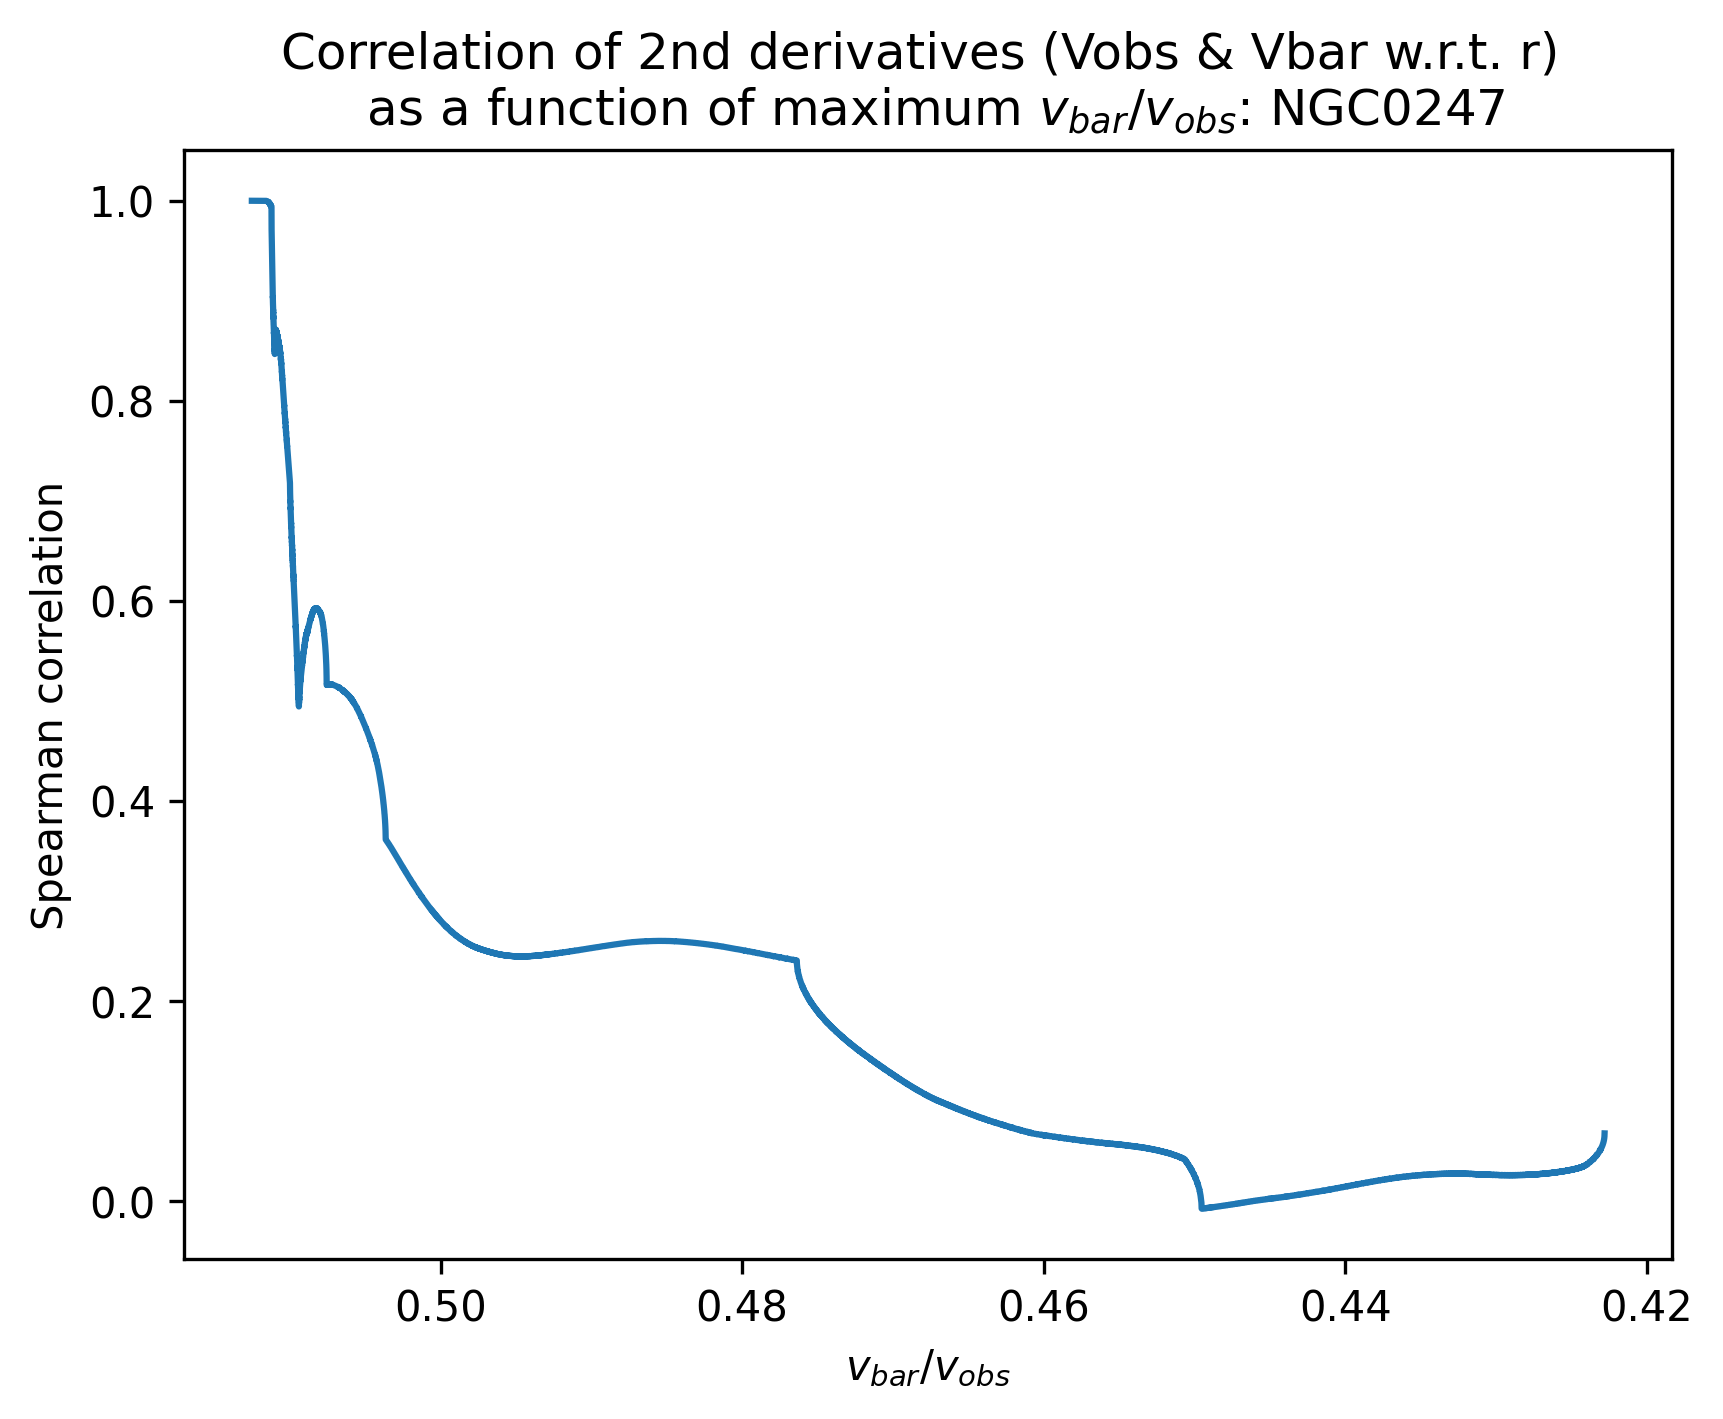 Correlation of 2nd derivatives (Vobs & Vbar w.r.t. r)
as a function of maximum v_bar/v_obs: NGC0247
1.0
0.8
0.6
0.4
0.2
0.0
Spearman correlation
0.50 0.48 0.46 0.44 0.42
v_bar/v_obs